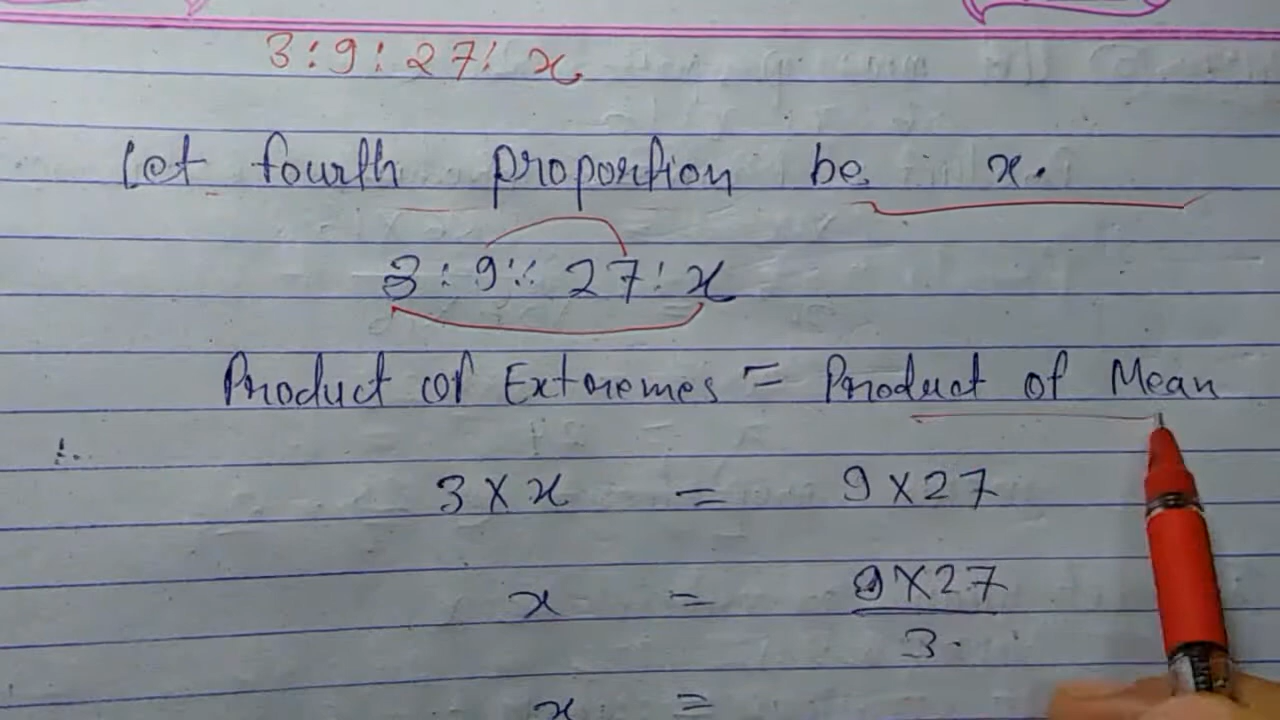 3 : 9 : 27 : x
Let fourth proportion be x.
3 : 9 :: 27 : x
Product of Extremes = Product of Mean
3 × x = 9 × 27
x = 9 × 27
3.
x =